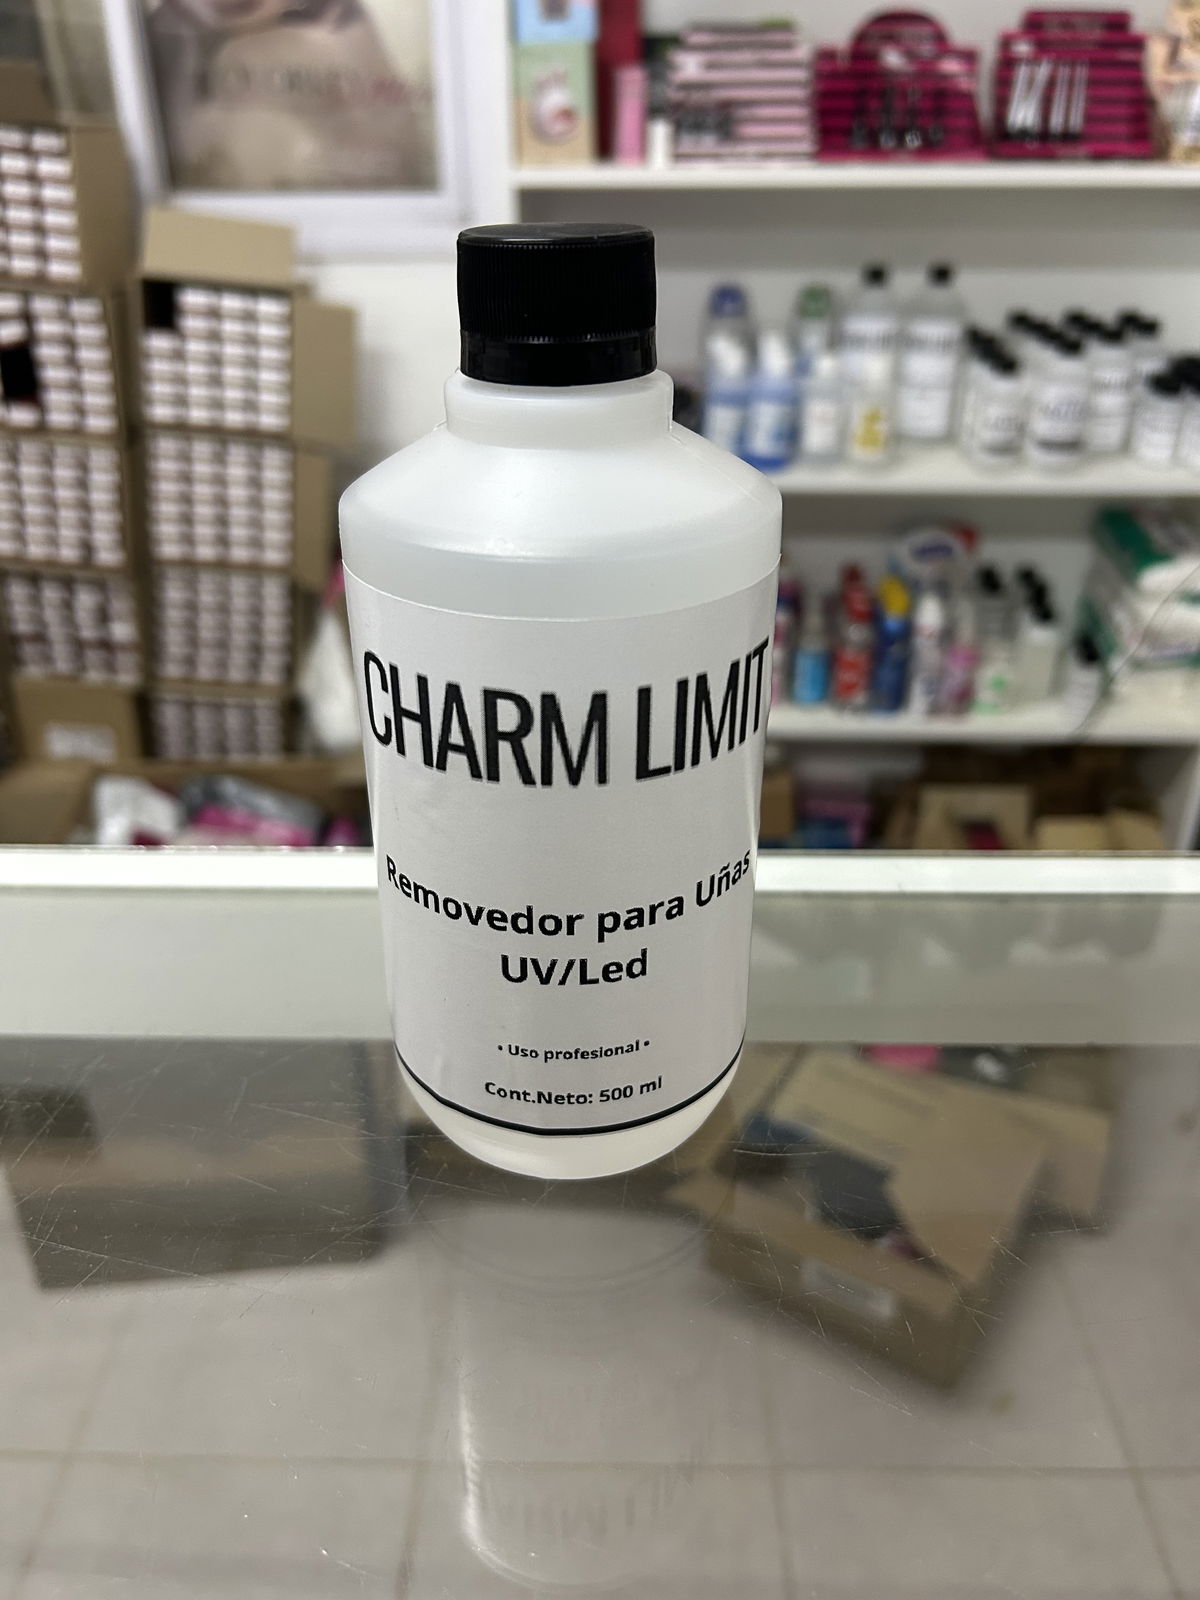 CHARM LIMIT
Removedor para Uñas
UV/Led
• Uso profesional •
Cont.Neto: 500 ml